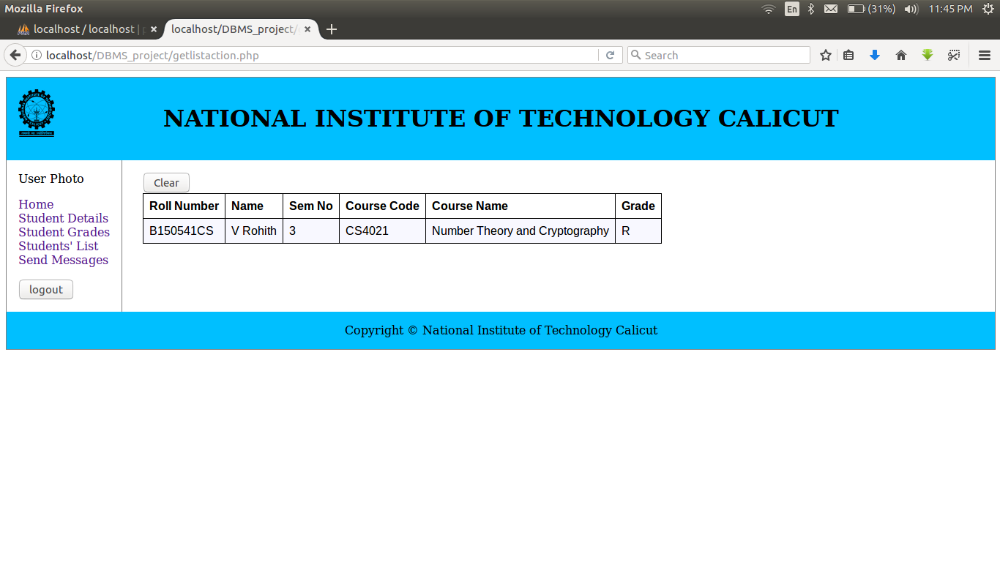 Mozilla Firefox En (31%) 11:45 PM
localhost / localhost | localhost/DBMS_project/
localhost/DBMS_project/getlistaction.php Search
NATIONAL INSTITUTE OF TECHNOLOGY CALICUT
User Photo
Home
Student Details
Student Grades
Students' List
Send Messages
logout
Clear
Roll Number Name Sem No Course Code Course Name Grade
B150541CS V Rohith 3 CS4021 Number Theory and Cryptography R
Copyright © National Institute of Technology Calicut